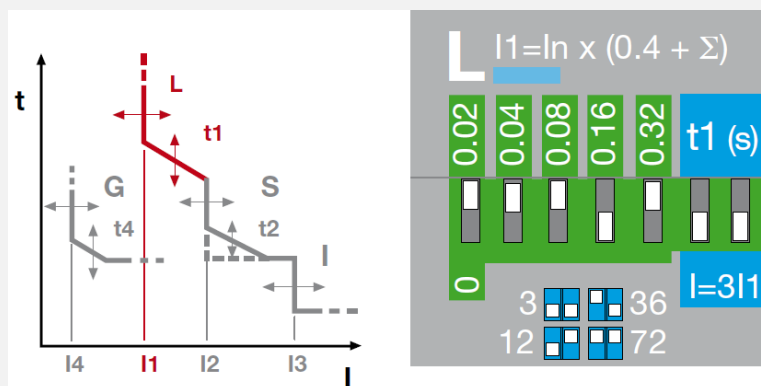 t
L
t1
G
S
t4
t2
I
I4
I1
I2
I3
I
L I1=In x (0.4 + Σ)
0.02 0.04 0.08 0.16 0.32 t1 (s)
0
I=3I1
3 36
12 72